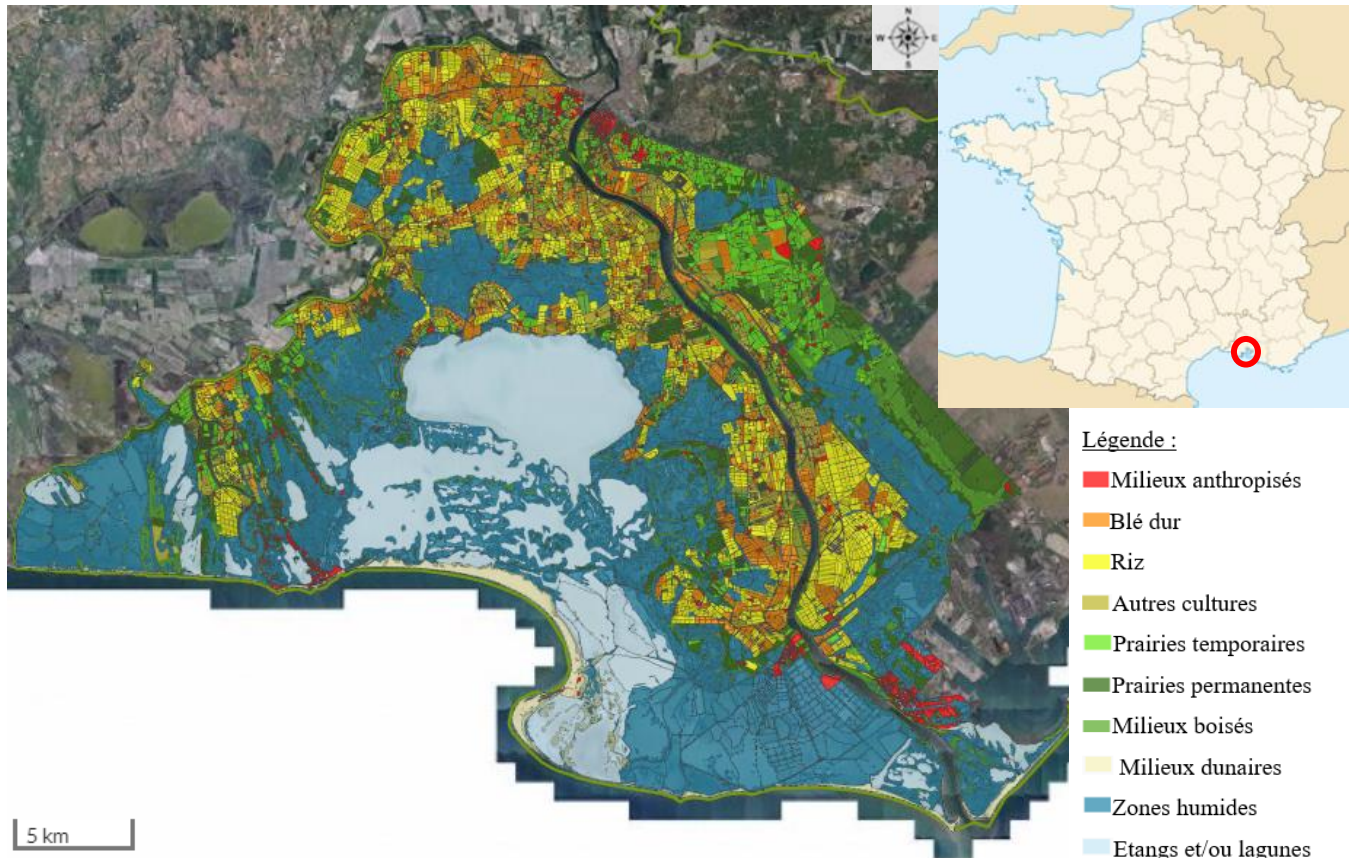 N
W E
S
Légende :
Milieux anthropisés
Blé dur
Riz
Autres cultures
Prairies temporaires
Prairies permanentes
Milieux boisés
Milieux dunaires
Zones humides
Etangs et/ou lagunes
5 km